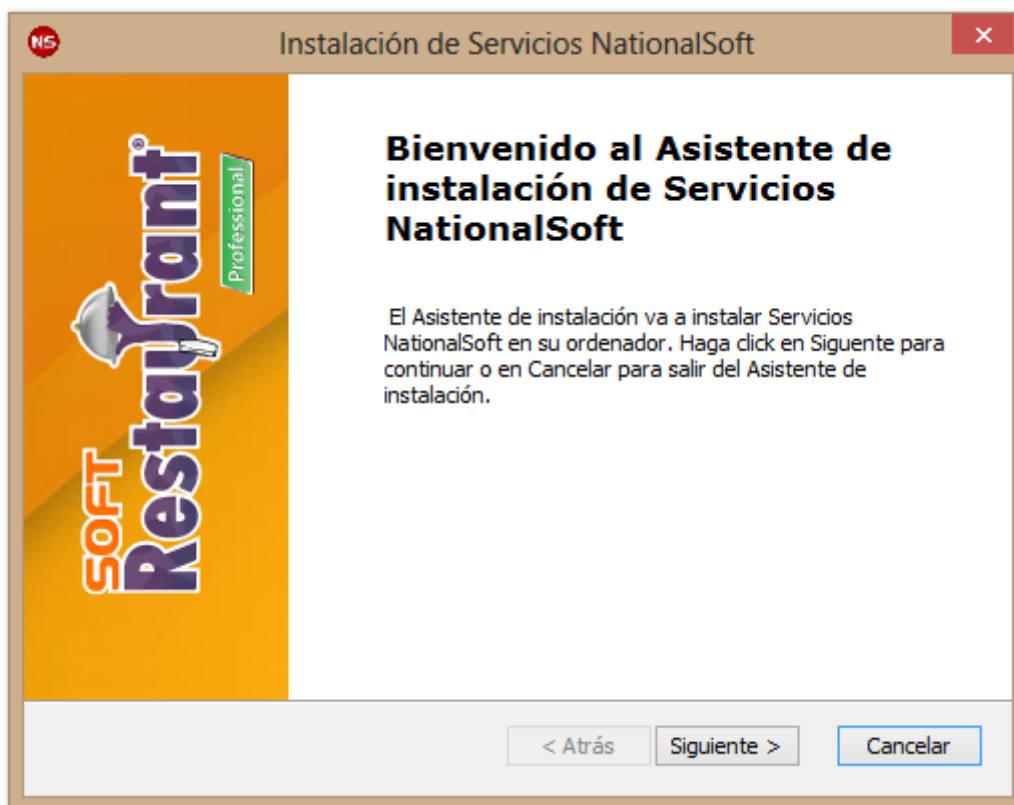 NS
Instalación de Servicios NationalSoft
SOFT
Restaurant®
Professional
Bienvenido al Asistente de
instalación de Servicios
NationalSoft
El Asistente de instalación va a instalar Servicios
NationalSoft en su ordenador. Haga click en Siguente para
continuar o en Cancelar para salir del Asistente de
instalación.
< Atrás
Siguiente >
Cancelar